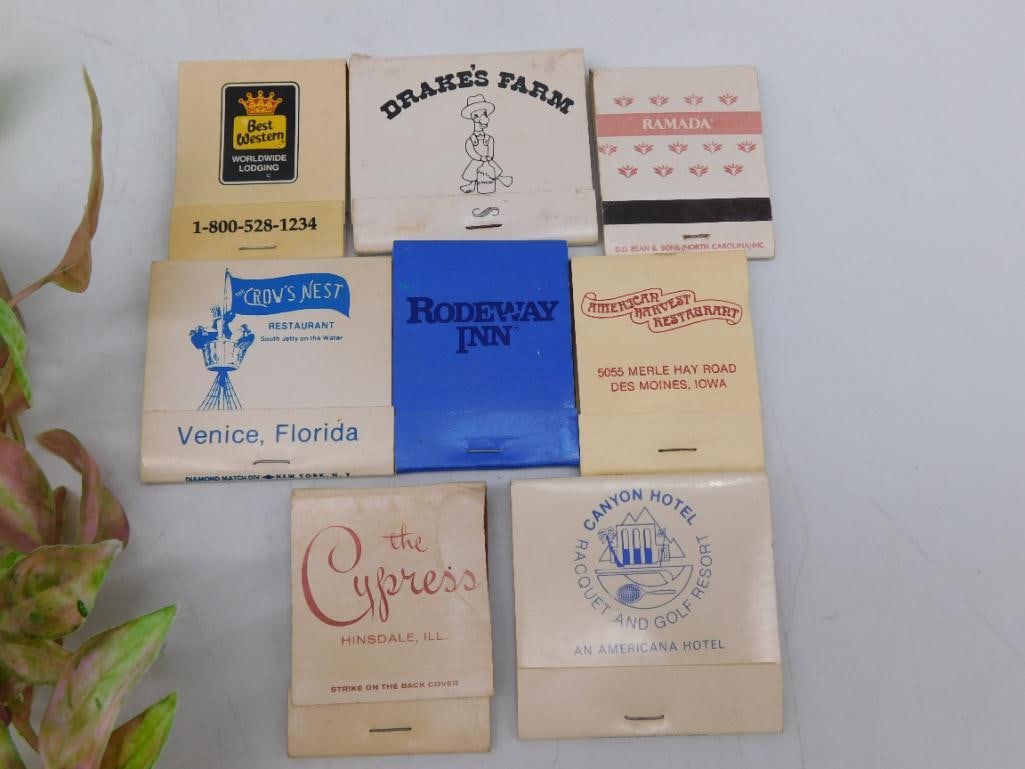 Best
Western®
WORLDWIDE
LODGING
1-800-528-1234
DRAKE'S FARM
RAMADA®
D.D. BEAN & SONS (NORTH CAROLINA) INC.
THE CROW'S NEST
RESTAURANT
South Jetty on the Water
Venice, Florida
DIAMOND MATCH DIV. NEW YORK, N.Y.
RODEWAY
INN®
AMERICAN
HARVEST
RESTAURANT
5055 MERLE HAY ROAD
DES MOINES, IOWA
the
Cypress
HINSDALE, ILL.
STRIKE ON THE BACK COVER
CANYON HOTEL
RACQUET AND GOLF RESORT
AN AMERICANA HOTEL